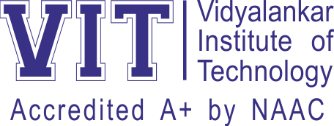 VIT
Vidyalankar
Institute of
Technology
Accredited A+ by NAAC